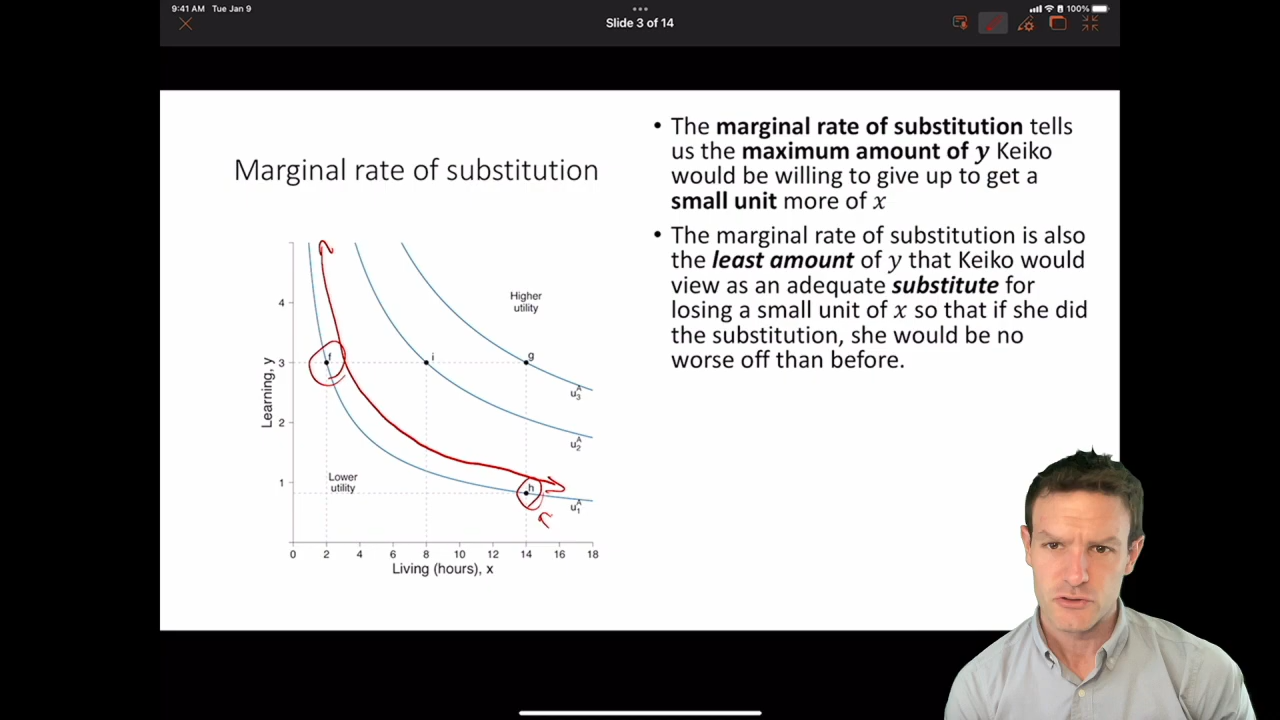 9:41 AM Tue Jan 9
100%
Slide 3 of 14
Marginal rate of substitution
• The marginal rate of substitution tells
us the maximum amount of y Keiko
would be willing to give up to get a
small unit more of x
• The marginal rate of substitution is also
the least amount of y that Keiko would
view as an adequate substitute for
losing a small unit of x so that if she did
the substitution, she would be no
worse off than before.
Learning, y
4
3
2
1
Higher
utility
f
i
g
u₃ᴬ
u₂ᴬ
Lower
utility
h
u₁ᴬ
0 2 4 6 8 10 12 14 16 18
Living (hours), x